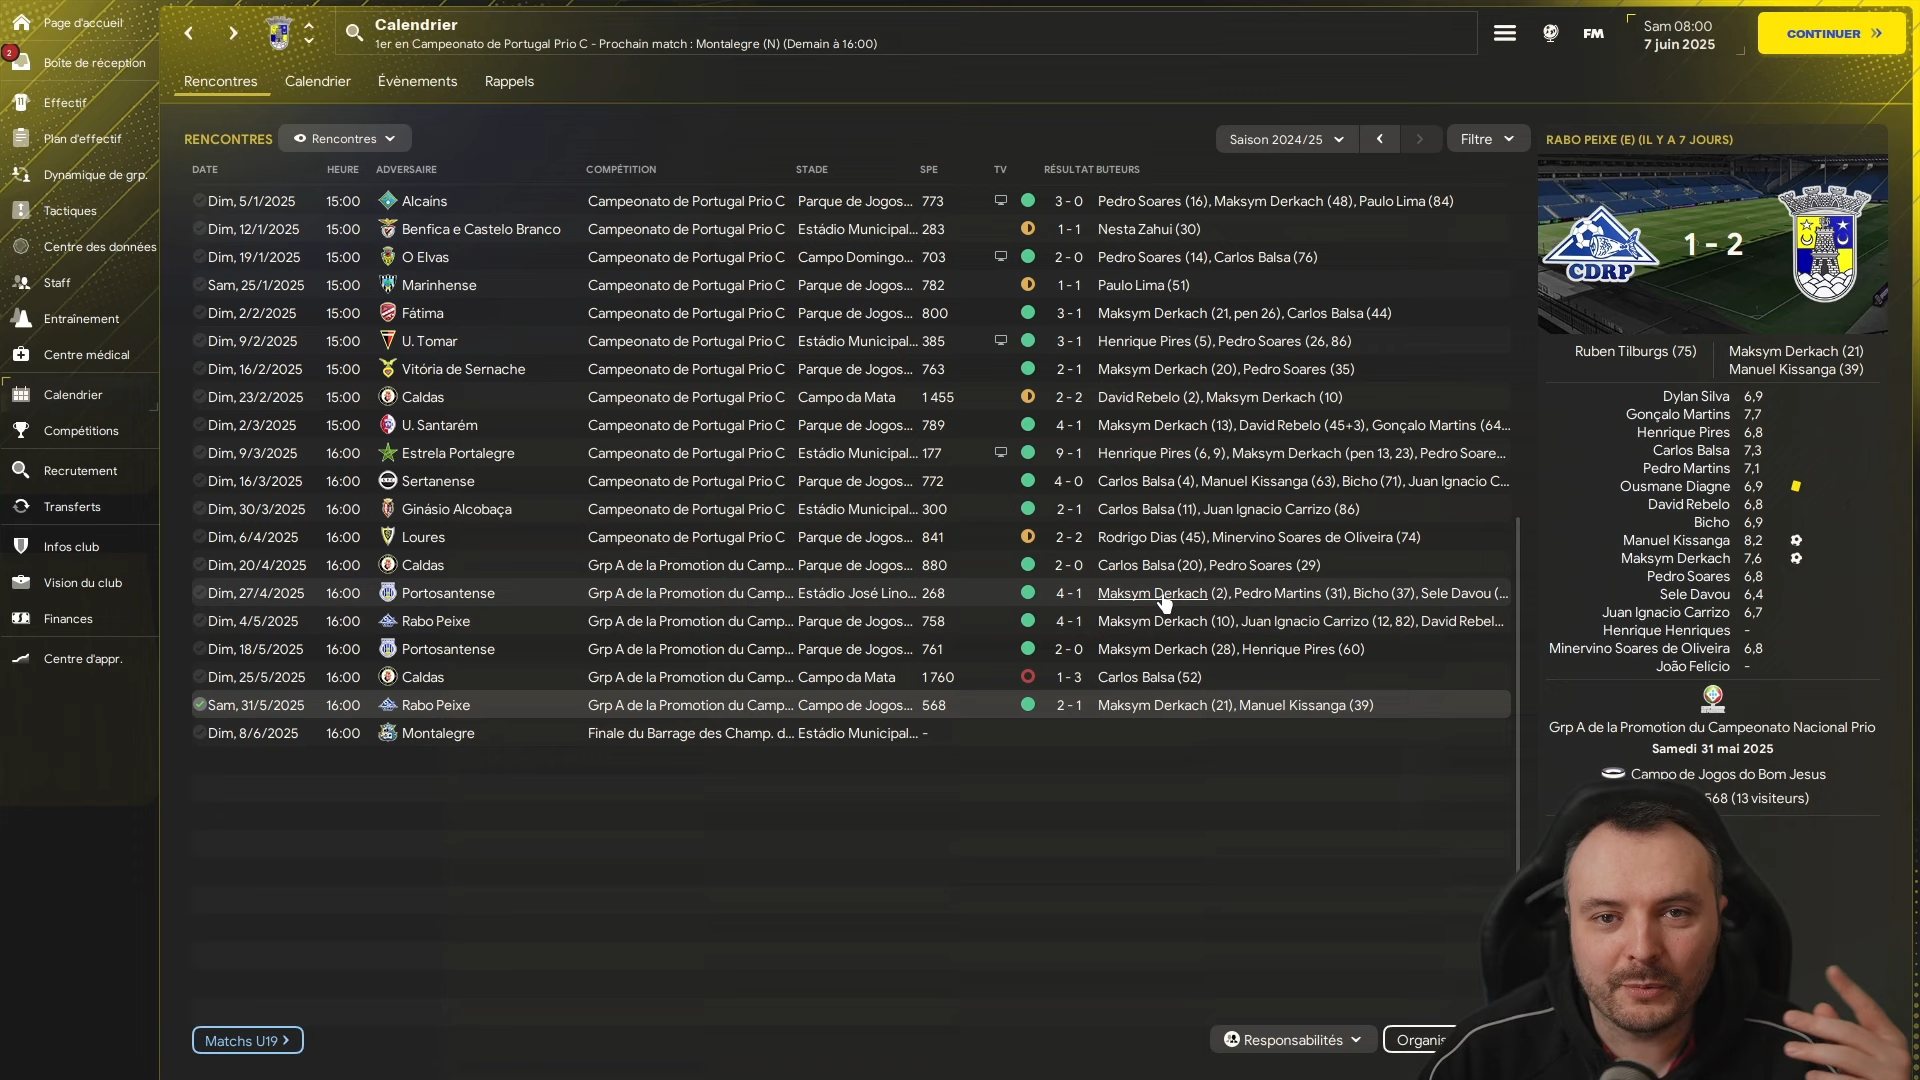 Page d'accueil
2
Boîte de réception
Effectif
Plan d'effectif
Dynamique de grp.
Tactiques
Centre des données
Staff
Entraînement
Centre médical
Calendrier
Compétitions
Recrutement
Transferts
Infos club
Vision du club
Finances
Centre d'appr.
Calendrier
1er en Campeonato de Portugal Prio C - Prochain match : Montalegre (N) (Demain à 16:00)
FM
Sam 08:00
7 juin 2025
CONTINUER
Rencontres Calendrier Évènements Rappels
RENCONTRES Rencontres Saison 2024/25 Filtre
DATE HEURE ADVERSAIRE COMPÉTITION STADE SPE TV RÉSULTAT BUTEURS
Dim, 5/1/2025 15:00 Alcaíns Campeonato de Portugal Prio C Parque de Jogos... 773 3 - 0 Pedro Soares (16), Maksym Derkach (48), Paulo Lima (84)
Dim, 12/1/2025 15:00 Benfica e Castelo Branco Campeonato de Portugal Prio C Estádio Municipal... 283 1 - 1 Nesta Zahui (30)
Dim, 19/1/2025 15:00 O Elvas Campeonato de Portugal Prio C Campo Domingo... 703 2 - 0 Pedro Soares (14), Carlos Balsa (76)
Sam, 25/1/2025 15:00 Marinhense Campeonato de Portugal Prio C Parque de Jogos... 782 1 - 1 Paulo Lima (51)
Dim, 2/2/2025 15:00 Fátima Campeonato de Portugal Prio C Parque de Jogos... 800 3 - 1 Maksym Derkach (21, pen 26), Carlos Balsa (44)
Dim, 9/2/2025 15:00 U. Tomar Campeonato de Portugal Prio C Estádio Municipal... 385 3 - 1 Henrique Pires (5), Pedro Soares (26, 86)
Dim, 16/2/2025 15:00 Vitória de Sernache Campeonato de Portugal Prio C Parque de Jogos... 763 2 - 1 Maksym Derkach (20), Pedro Soares (35)
Dim, 23/2/2025 15:00 Caldas Campeonato de Portugal Prio C Campo da Mata 1 455 2 - 2 David Rebelo (2), Maksym Derkach (10)
Dim, 2/3/2025 15:00 U. Santarém Campeonato de Portugal Prio C Parque de Jogos... 789 4 - 1 Maksym Derkach (13), David Rebelo (45+3), Gonçalo Martins (64...
Dim, 9/3/2025 16:00 Estrela Portalegre Campeonato de Portugal Prio C Estádio Municipal... 177 9 - 1 Henrique Pires (6, 9), Maksym Derkach (pen 13, 23), Pedro Soare...
Dim, 16/3/2025 16:00 Sertanense Campeonato de Portugal Prio C Parque de Jogos... 772 4 - 0 Carlos Balsa (4), Manuel Kissanga (63), Bicho (71), Juan Ignacio C...
Dim, 30/3/2025 16:00 Ginásio Alcobaça Campeonato de Portugal Prio C Estádio Municipal... 300 2 - 1 Carlos Balsa (11), Juan Ignacio Carrizo (86)
Dim, 6/4/2025 16:00 Loures Campeonato de Portugal Prio C Parque de Jogos... 841 2 - 2 Rodrigo Dias (45), Minervino Soares de Oliveira (74)
Dim, 20/4/2025 16:00 Caldas Grp A de la Promotion du Camp... Parque de Jogos... 880 2 - 0 Carlos Balsa (20), Pedro Soares (29)
Dim, 27/4/2025 16:00 Portosantense Grp A de la Promotion du Camp... Estádio José Lino... 268 4 - 1 Maksym Derkach (2), Pedro Martins (31), Bicho (37), Sele Davou (...
Dim, 4/5/2025 16:00 Rabo Peixe Grp A de la Promotion du Camp... Parque de Jogos... 758 4 - 1 Maksym Derkach (10), Juan Ignacio Carrizo (12, 82), David Rebel...
Dim, 18/5/2025 16:00 Portosantense Grp A de la Promotion du Camp... Parque de Jogos... 761 2 - 0 Maksym Derkach (28), Henrique Pires (60)
Dim, 25/5/2025 16:00 Caldas Grp A de la Promotion du Camp... Campo da Mata 1 760 1 - 3 Carlos Balsa (52)
Sam, 31/5/2025 16:00 Rabo Peixe Grp A de la Promotion du Camp... Campo de Jogos... 568 2 - 1 Maksym Derkach (21), Manuel Kissanga (39)
Dim, 8/6/2025 16:00 Montalegre Finale du Barrage des Champ. d... Estádio Municipal... -
Matchs U19
Responsabilités Organis
RABO PEIXE (E) (IL Y A 7 JOURS)
CDRP
1 - 2
Ruben Tilburgs (75) Maksym Derkach (21)
Manuel Kissanga (39)
Dylan Silva 6,9
Gonçalo Martins 7,7
Henrique Pires 6,8
Carlos Balsa 7,3
Pedro Martins 7,1
Ousmane Diagne 6,9
David Rebelo 6,8
Bicho 6,9
Manuel Kissanga 8,2
Maksym Derkach 7,6
Pedro Soares 6,8
Sele Davou 6,4
Juan Ignacio Carrizo 6,7
Henrique Henriques -
Minervino Soares de Oliveira 6,8
João Felício -
Grp A de la Promotion du Campeonato Nacional Prio
Samedi 31 mai 2025
Campo de Jogos do Bom Jesus
568 (13 visiteurs)